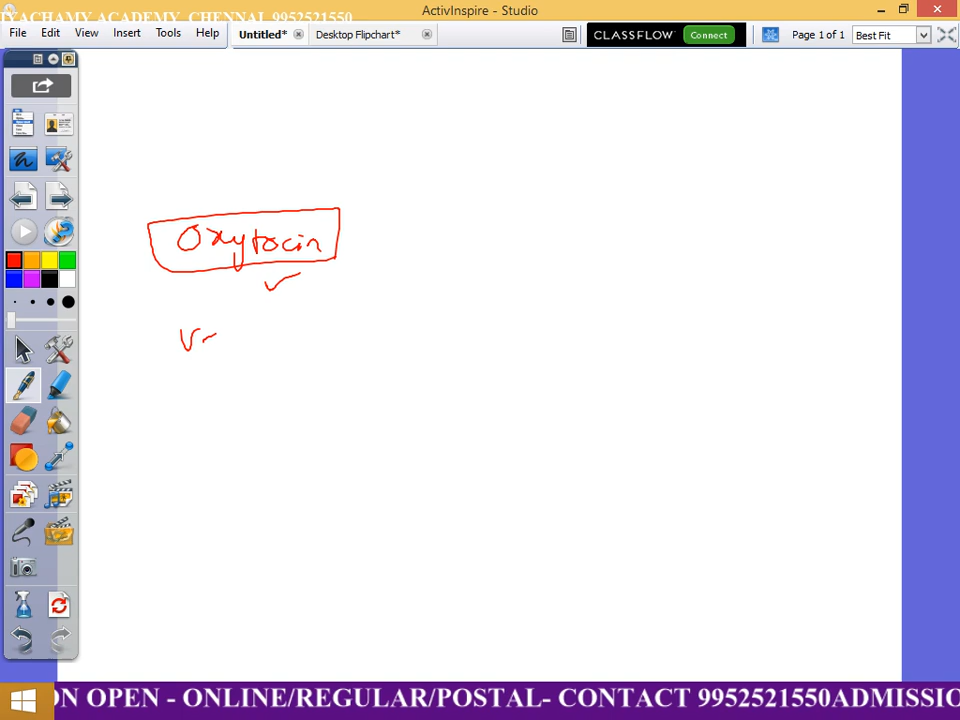 IYACHAMY ACADEMY, CHENNAI 9952521550
ActivInspire - Studio
File Edit View Insert Tools Help Untitled* Desktop Flipchart* CLASSFLOW Connect Page 1 of 1 Best Fit
Oxytocin
ON OPEN - ONLINE/REGULAR/POSTAL- CONTACT 9952521550ADMISSIO